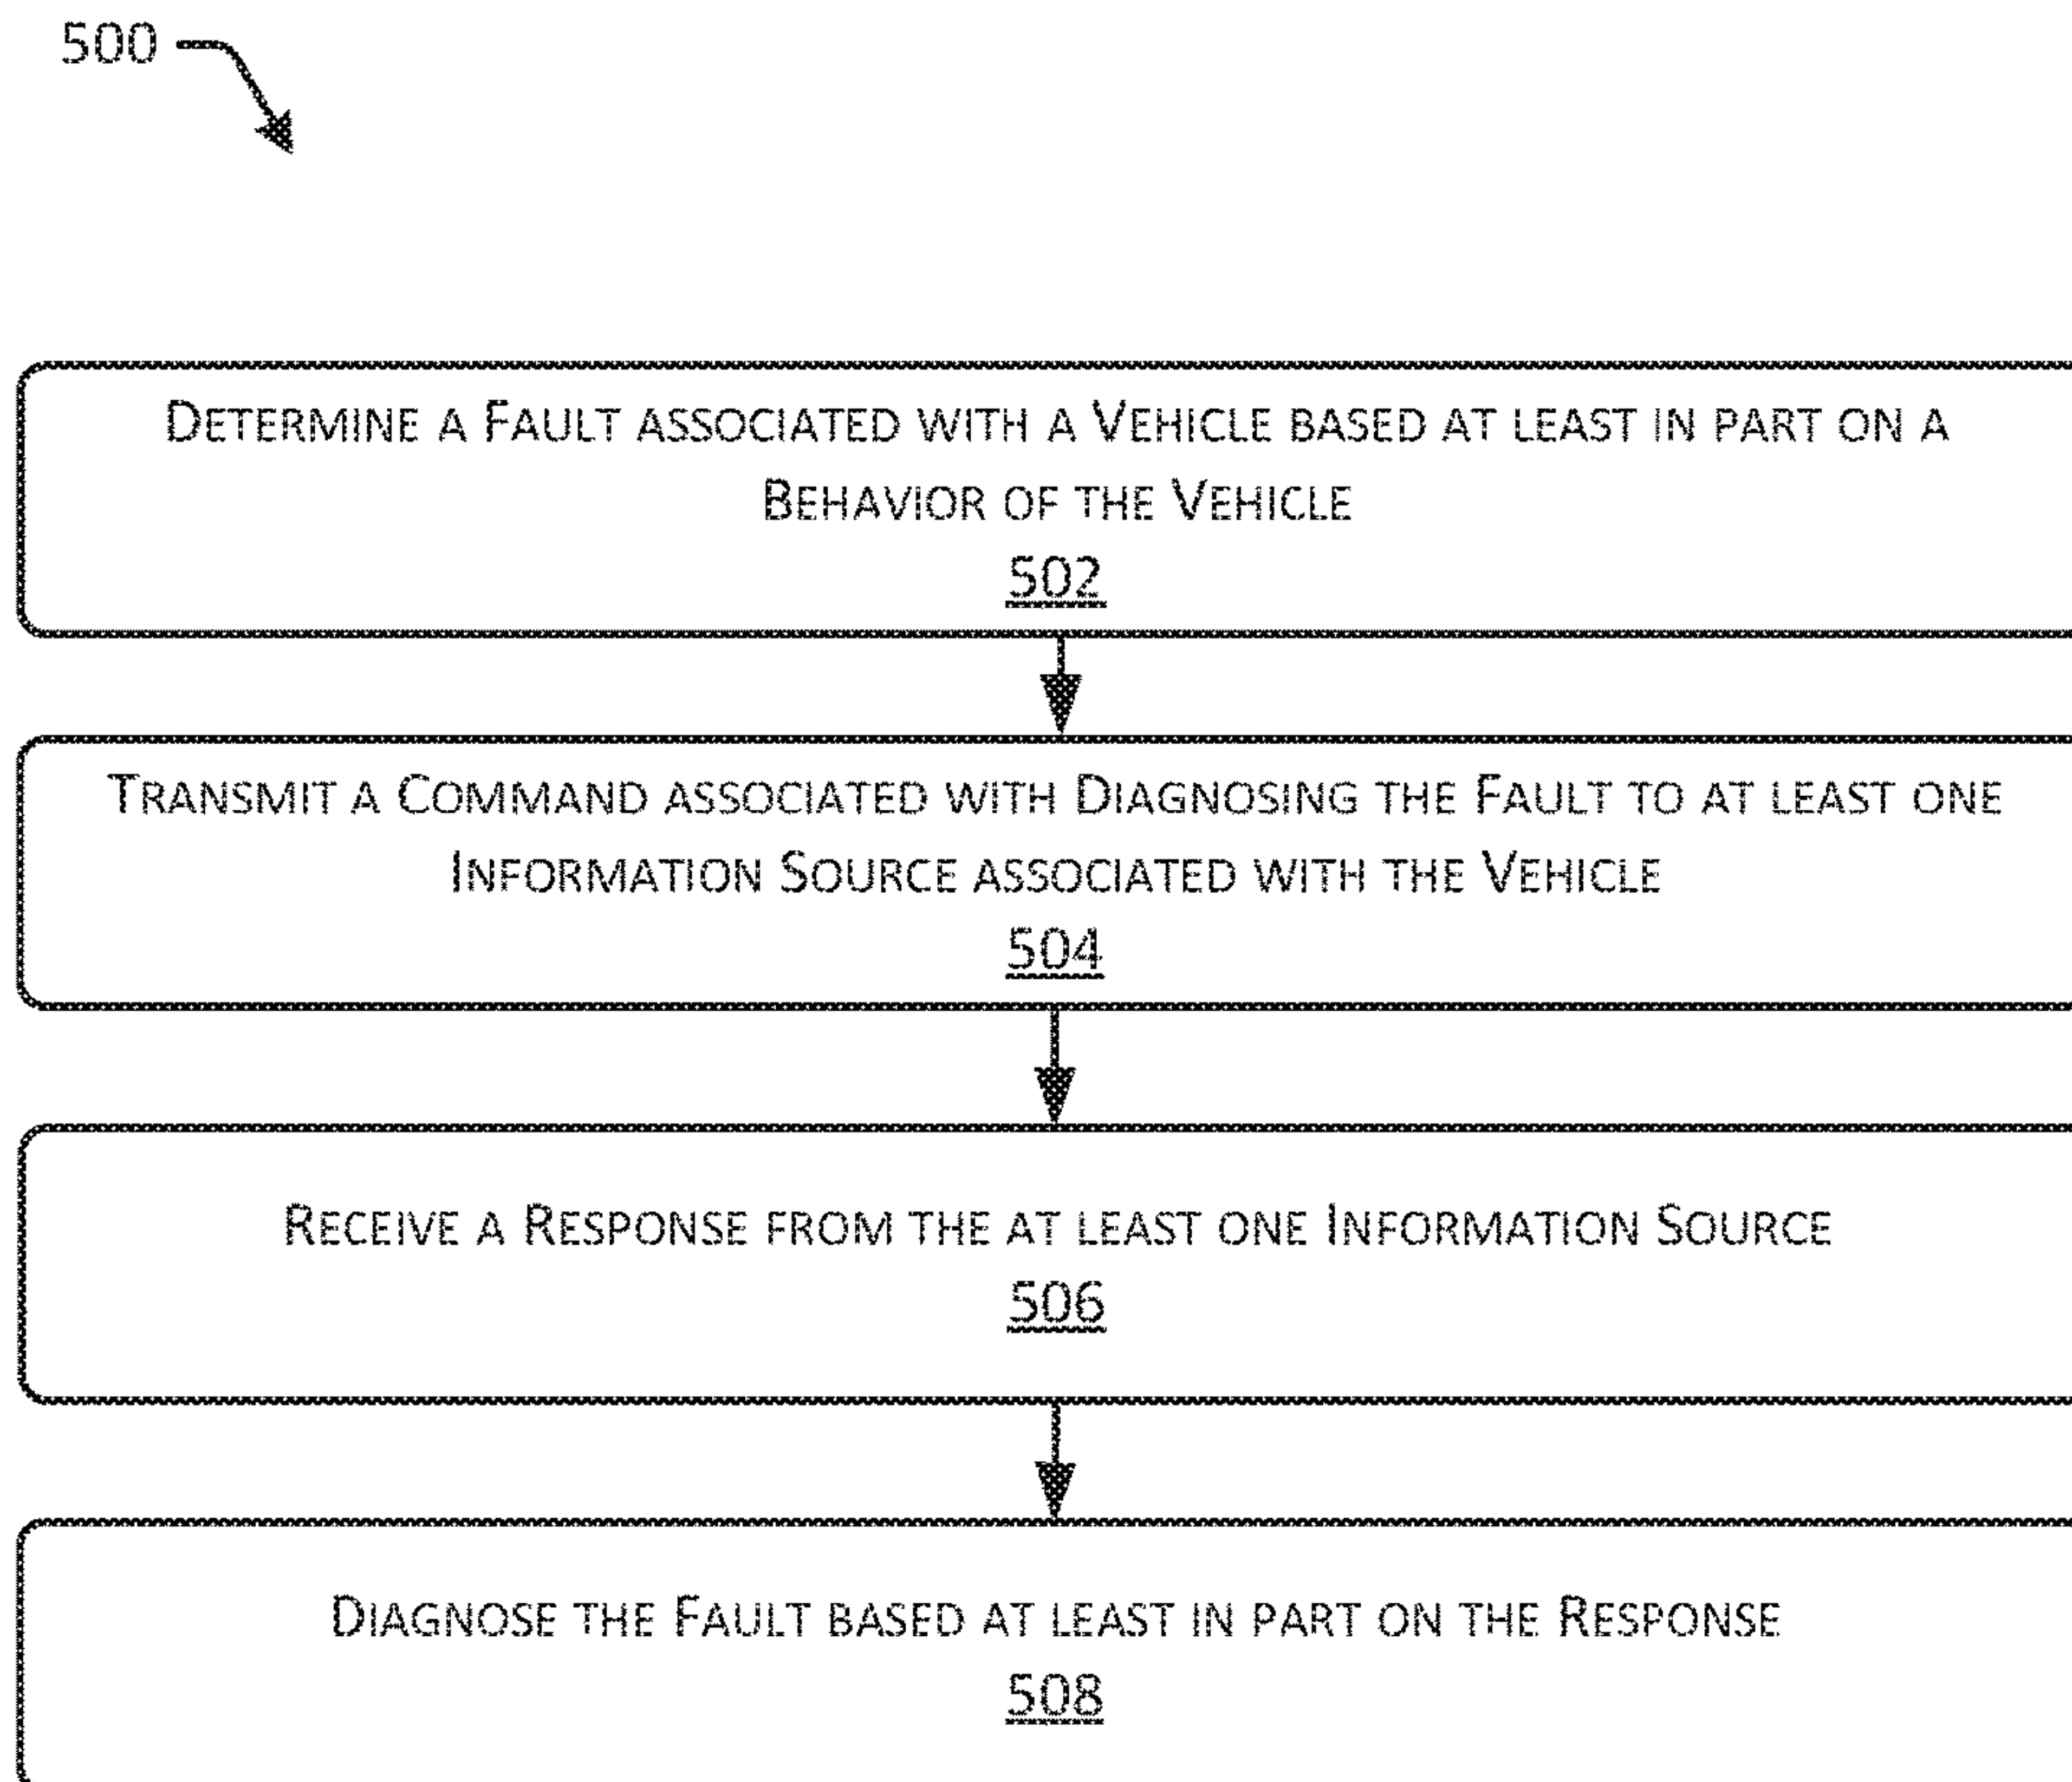 500
DETERMINE A FAULT ASSOCIATED WITH A VEHICLE BASED AT LEAST IN PART ON A
BEHAVIOR OF THE VEHICLE
502
TRANSMIT A COMMAND ASSOCIATED WITH DIAGNOSING THE FAULT TO AT LEAST ONE
INFORMATION SOURCE ASSOCIATED WITH THE VEHICLE
504
RECEIVE A RESPONSE FROM THE AT LEAST ONE INFORMATION SOURCE
506
DIAGNOSE THE FAULT BASED AT LEAST IN PART ON THE RESPONSE
508